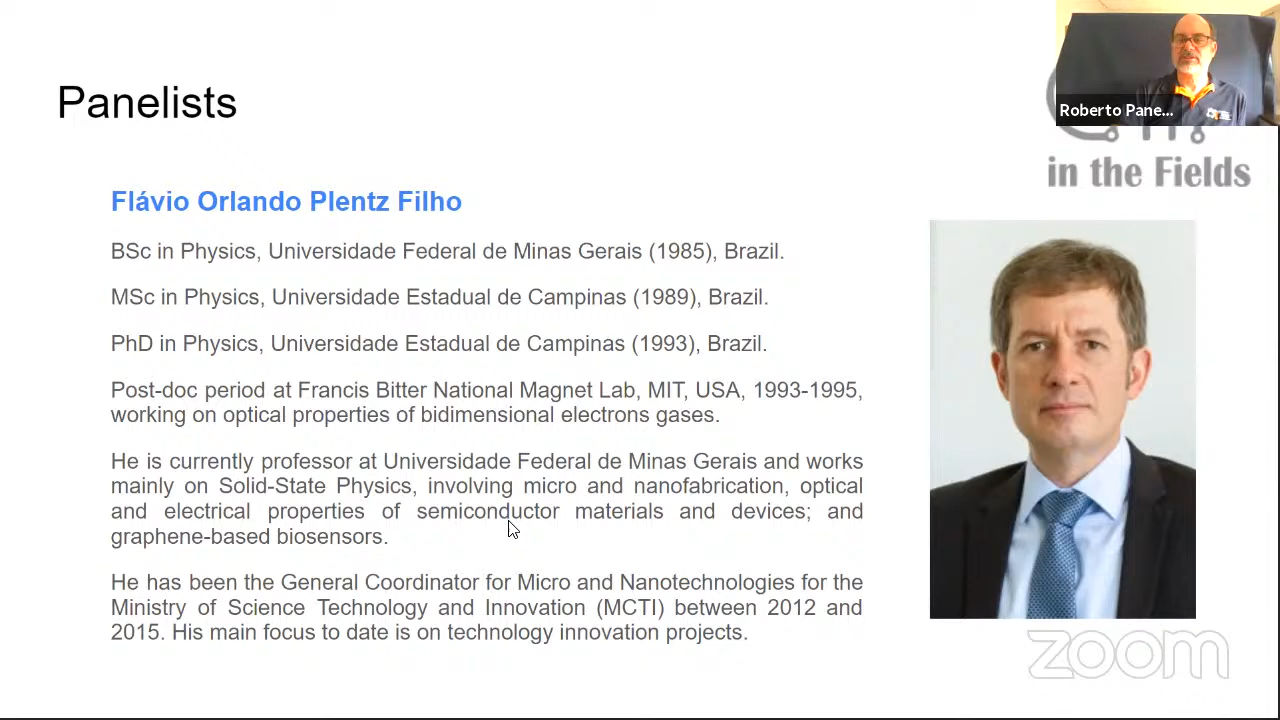 Panelists
Roberto Pane...
in the Fields
Flávio Orlando Plentz Filho
BSc in Physics, Universidade Federal de Minas Gerais (1985), Brazil.
MSc in Physics, Universidade Estadual de Campinas (1989), Brazil.
PhD in Physics, Universidade Estadual de Campinas (1993), Brazil.
Post-doc period at Francis Bitter National Magnet Lab, MIT, USA, 1993-1995,
working on optical properties of bidimensional electrons gases.
He is currently professor at Universidade Federal de Minas Gerais and works
mainly on Solid-State Physics, involving micro and nanofabrication, optical
and electrical properties of semiconductor materials and devices; and
graphene-based biosensors.
He has been the General Coordinator for Micro and Nanotechnologies for the
Ministry of Science Technology and Innovation (MCTI) between 2012 and
2015. His main focus to date is on technology innovation projects.
zoom